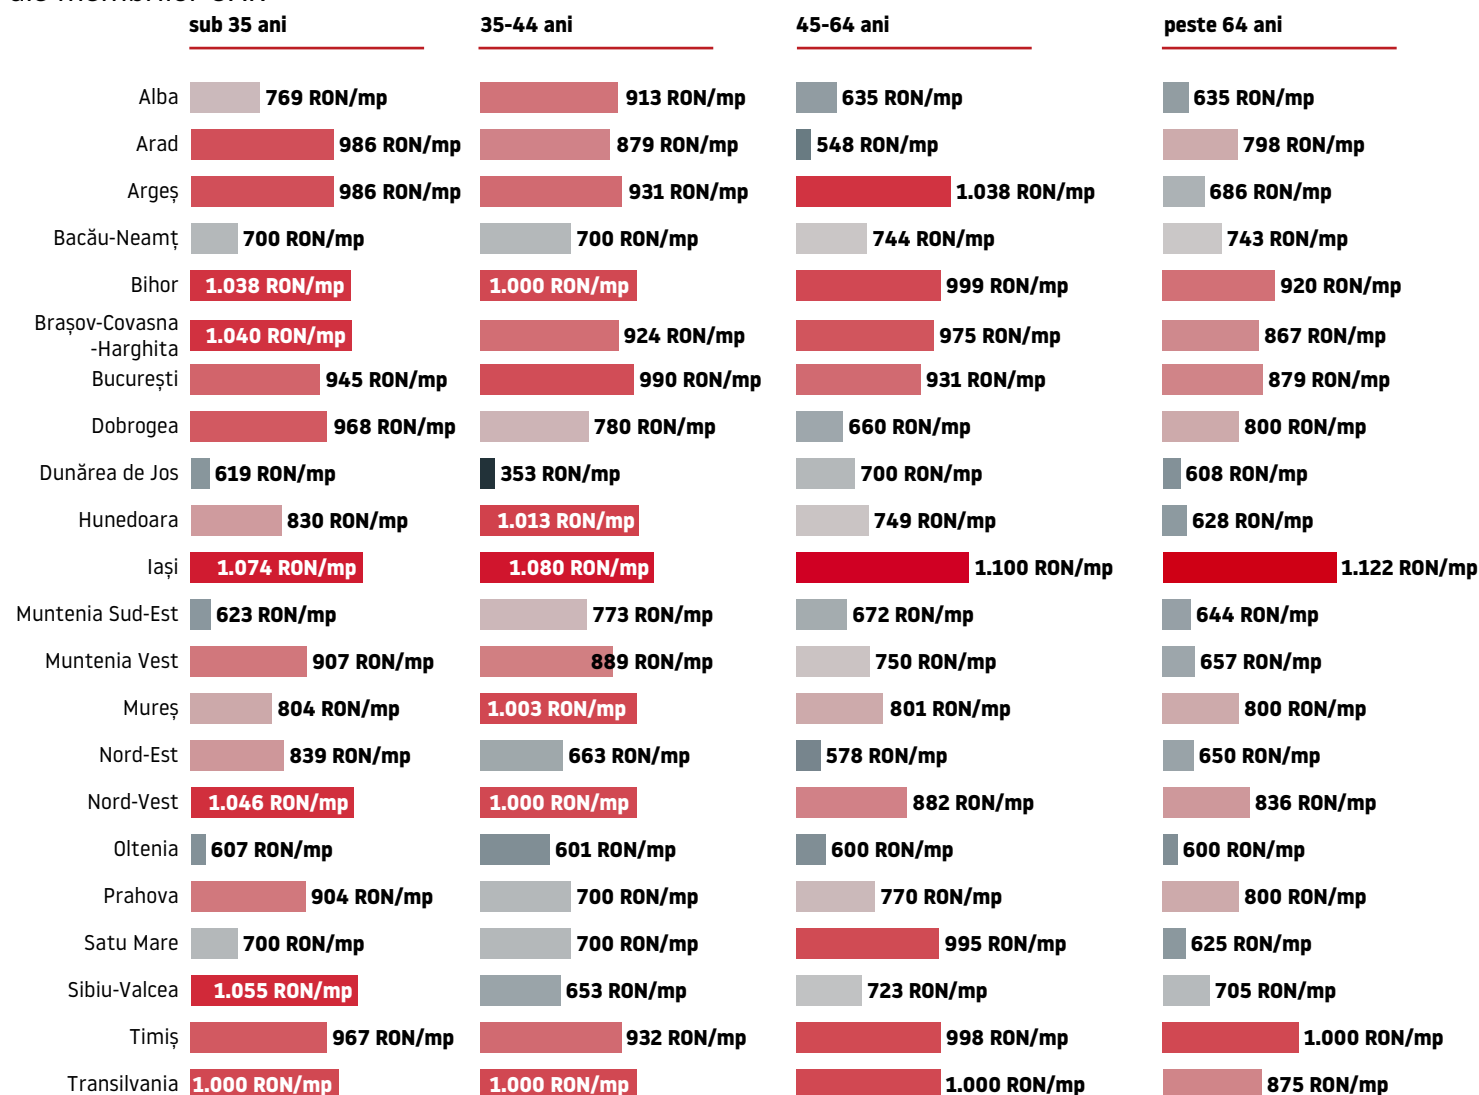 sub 35 ani 35-44 ani 45-64 ani peste 64 ani
Alba 769 RON/mp 913 RON/mp 635 RON/mp 635 RON/mp
Arad 986 RON/mp 879 RON/mp 548 RON/mp 798 RON/mp
Argeș 986 RON/mp 931 RON/mp 1.038 RON/mp 686 RON/mp
Bacău-Neamț 700 RON/mp 700 RON/mp 744 RON/mp 743 RON/mp
Bihor 1.038 RON/mp 1.000 RON/mp 999 RON/mp 920 RON/mp
Brașov-Covasna
-Harghita 1.040 RON/mp 924 RON/mp 975 RON/mp 867 RON/mp
București 945 RON/mp 990 RON/mp 931 RON/mp 879 RON/mp
Dobrogea 968 RON/mp 780 RON/mp 660 RON/mp 800 RON/mp
Dunărea de Jos 619 RON/mp 353 RON/mp 700 RON/mp 608 RON/mp
Hunedoara 830 RON/mp 1.013 RON/mp 749 RON/mp 628 RON/mp
Iași 1.074 RON/mp 1.080 RON/mp 1.100 RON/mp 1.122 RON/mp
Muntenia Sud-Est 623 RON/mp 773 RON/mp 672 RON/mp 644 RON/mp
Muntenia Vest 907 RON/mp 889 RON/mp 750 RON/mp 657 RON/mp
Mureș 804 RON/mp 1.003 RON/mp 801 RON/mp 800 RON/mp
Nord-Est 839 RON/mp 663 RON/mp 578 RON/mp 650 RON/mp
Nord-Vest 1.046 RON/mp 1.000 RON/mp 882 RON/mp 836 RON/mp
Oltenia 607 RON/mp 601 RON/mp 600 RON/mp 600 RON/mp
Prahova 904 RON/mp 700 RON/mp 770 RON/mp 800 RON/mp
Satu Mare 700 RON/mp 700 RON/mp 995 RON/mp 625 RON/mp
Sibiu-Valcea 1.055 RON/mp 653 RON/mp 723 RON/mp 705 RON/mp
Timiș 967 RON/mp 932 RON/mp 998 RON/mp 1.000 RON/mp
Transilvania 1.000 RON/mp 1.000 RON/mp 1.000 RON/mp 875 RON/mp